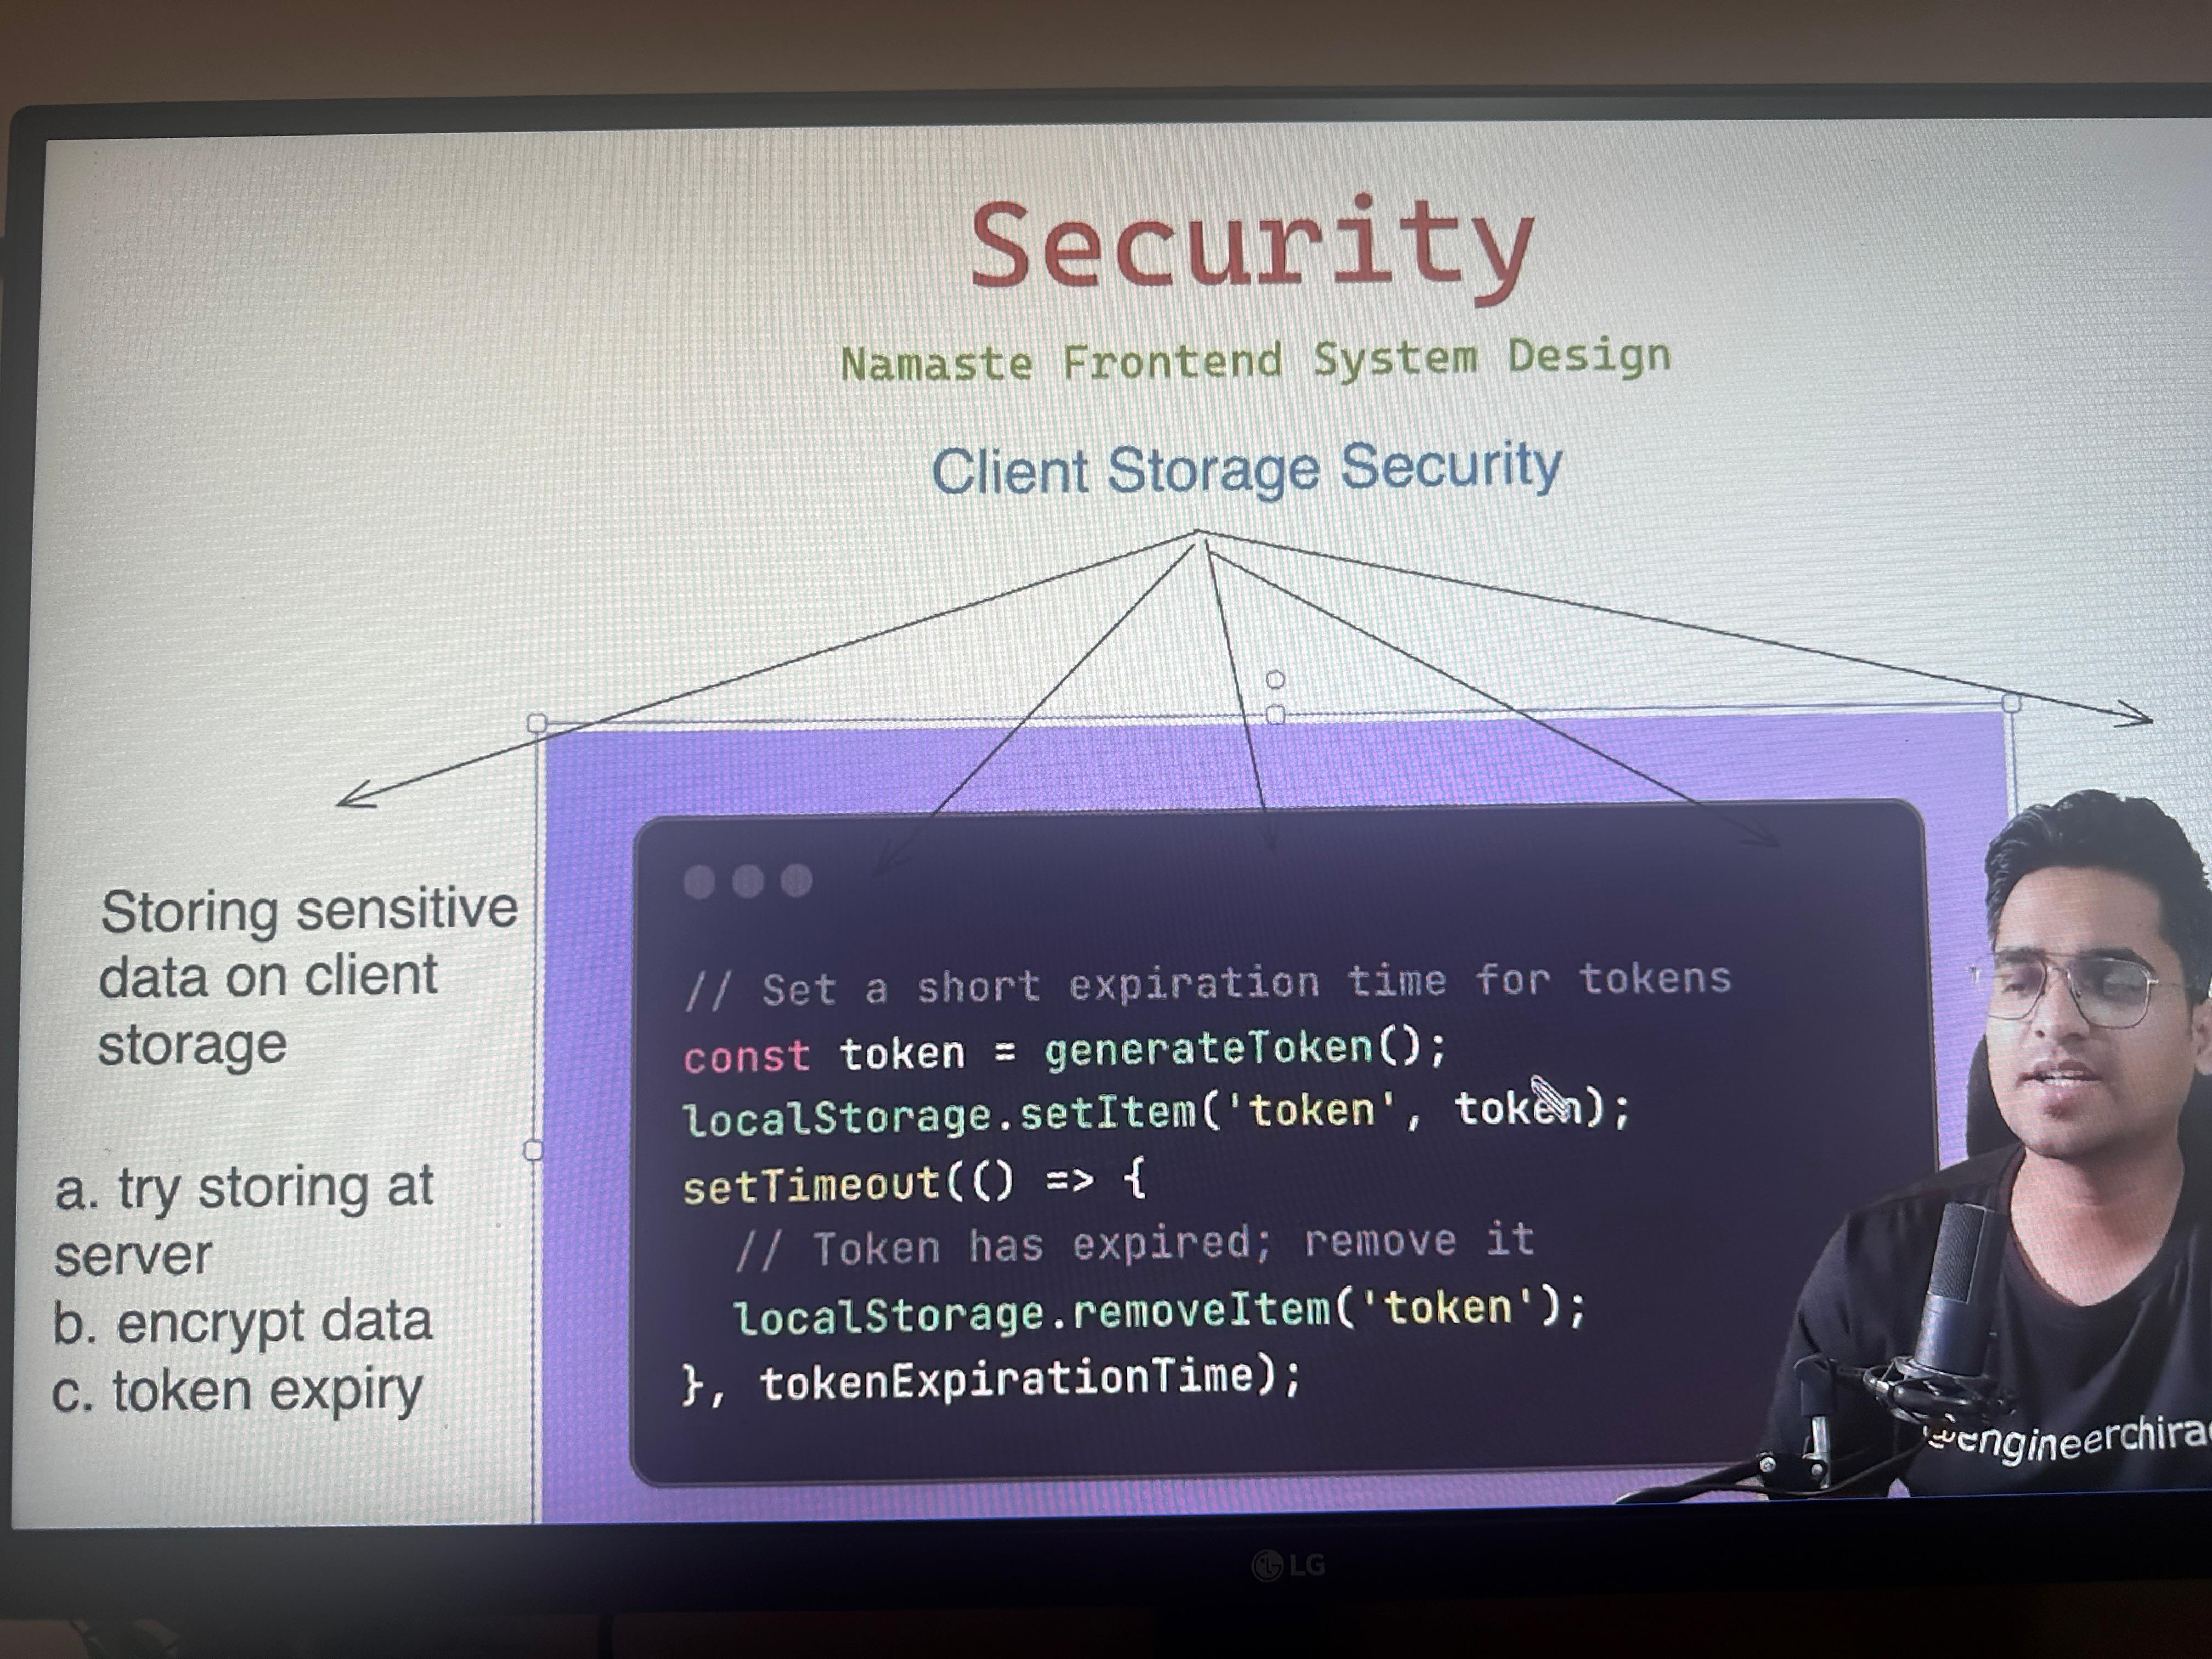 Security
Namaste Frontend System Design
Client Storage Security
Storing sensitive
data on client
storage
a. try storing at
server
b. encrypt data
c. token expiry
// Set a short expiration time for tokens
const token = generateToken();
localStorage.setItem('token', token);
setTimeout(() => {
// Token has expired; remove it
localStorage.removeItem('token');
}, tokenExpirationTime);
LG